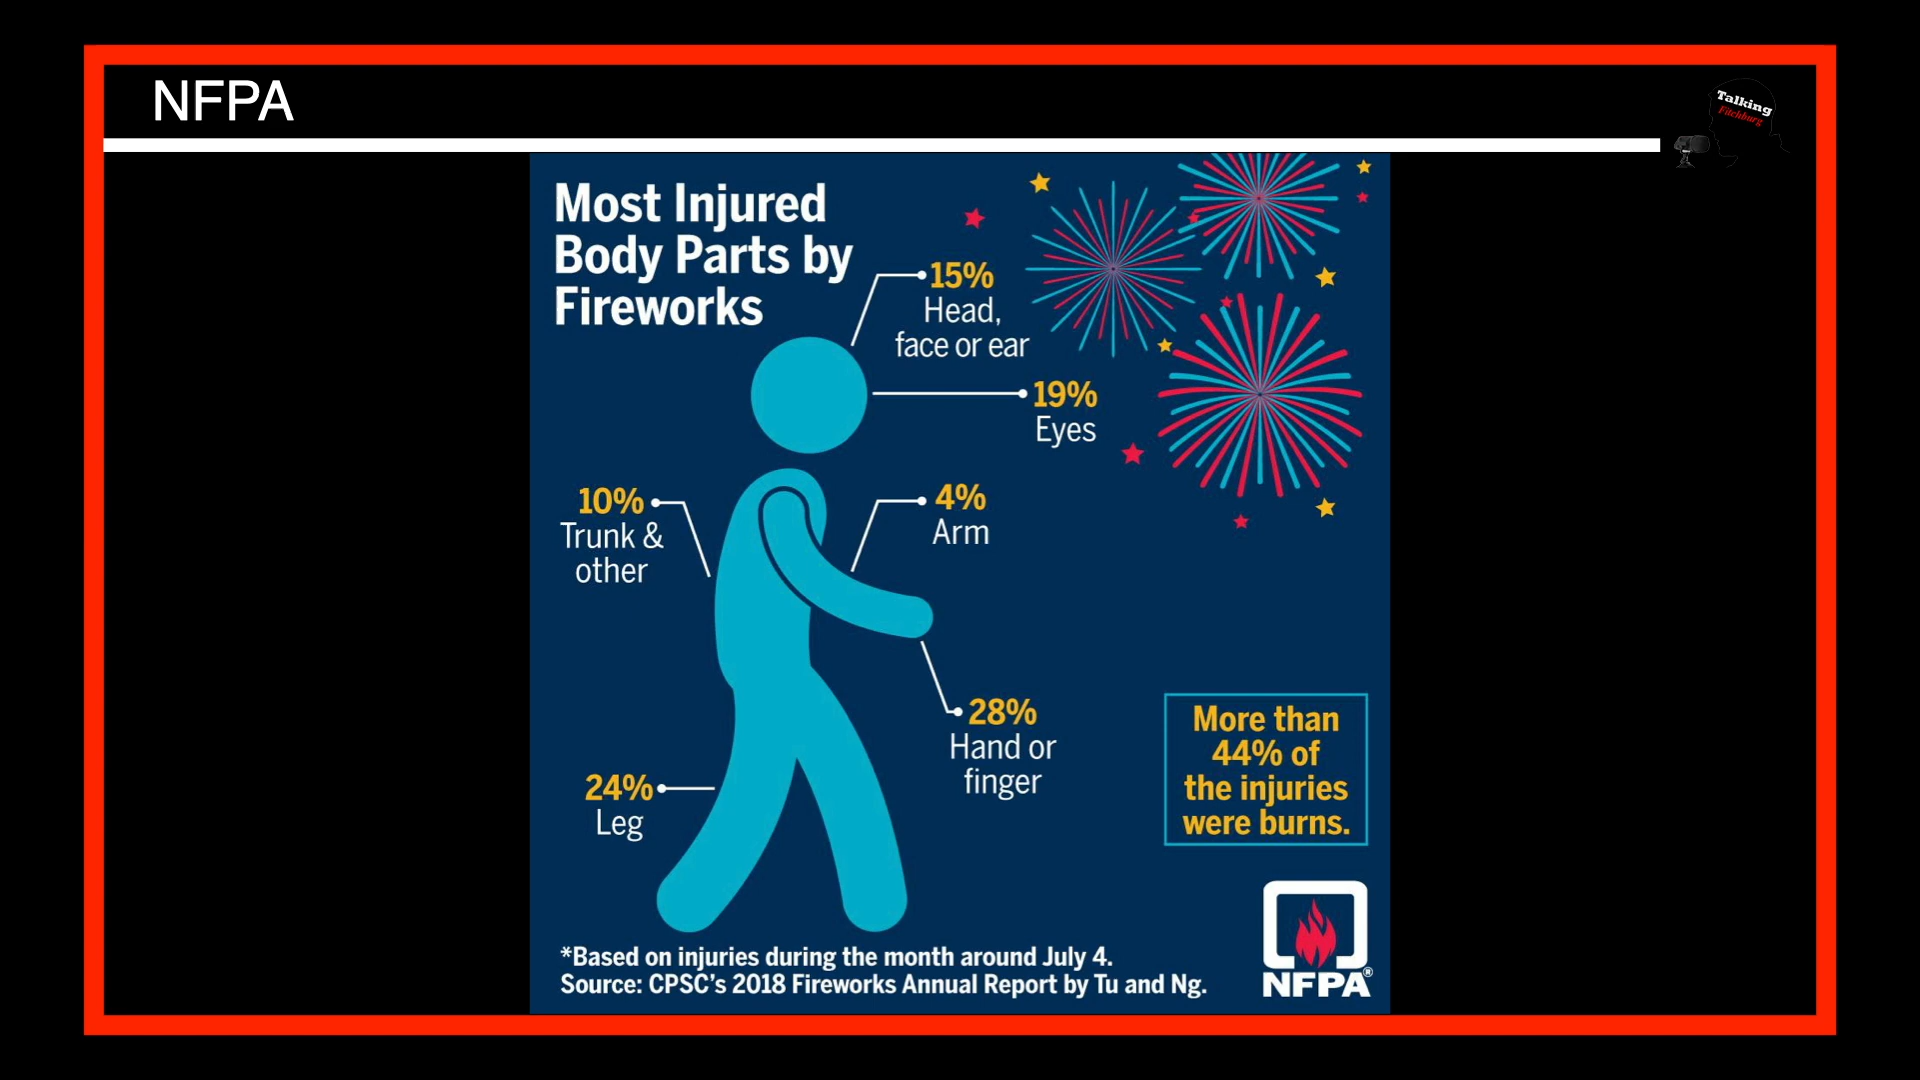 NFPA
Talking
Fitchburg
Most Injured
Body Parts by
Fireworks
15%
Head,
face or ear
19%
Eyes
10%
Trunk &
other
4%
Arm
28%
Hand or
finger
24%
Leg
More than
44% of
the injuries
were burns.
*Based on injuries during the month around July 4.
Source: CPSC's 2018 Fireworks Annual Report by Tu and Ng.
NFPA®